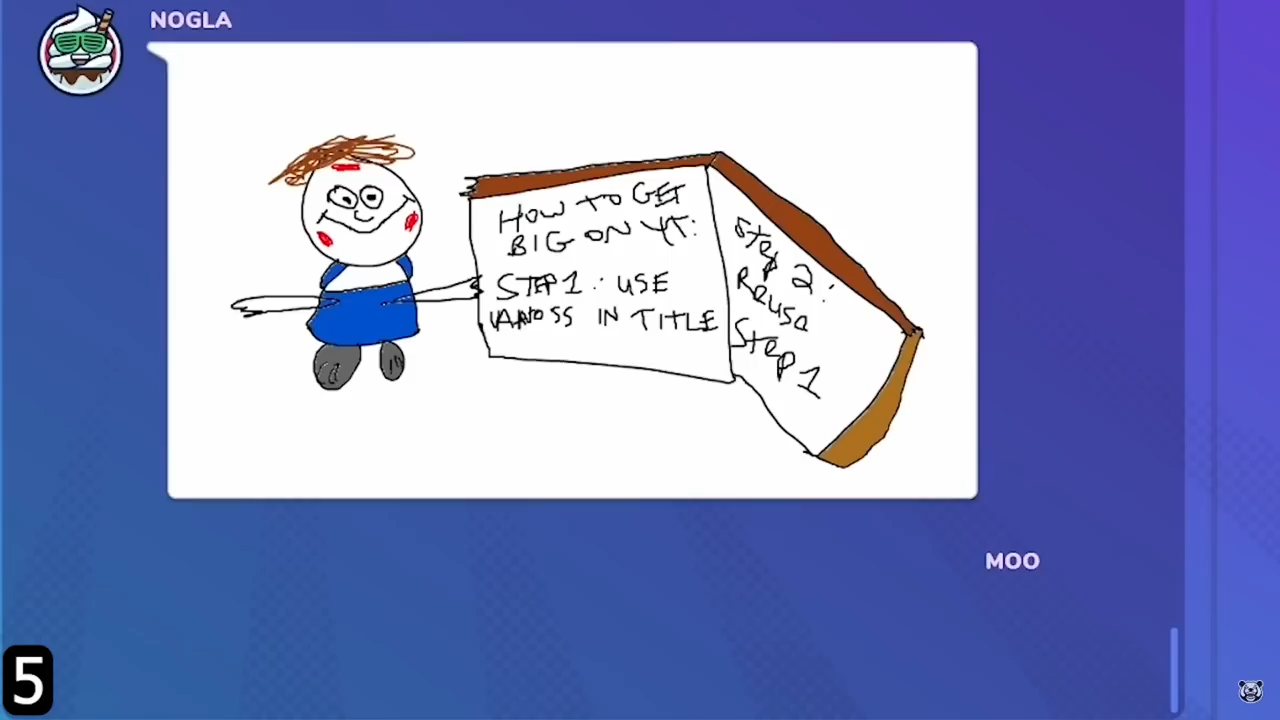 NOGLA
HOW TO GET
BIG ON YT:
STEP 1: USE
VANOSS IN TITLE
Step 2:
Reuse
Step 1
MOO
5